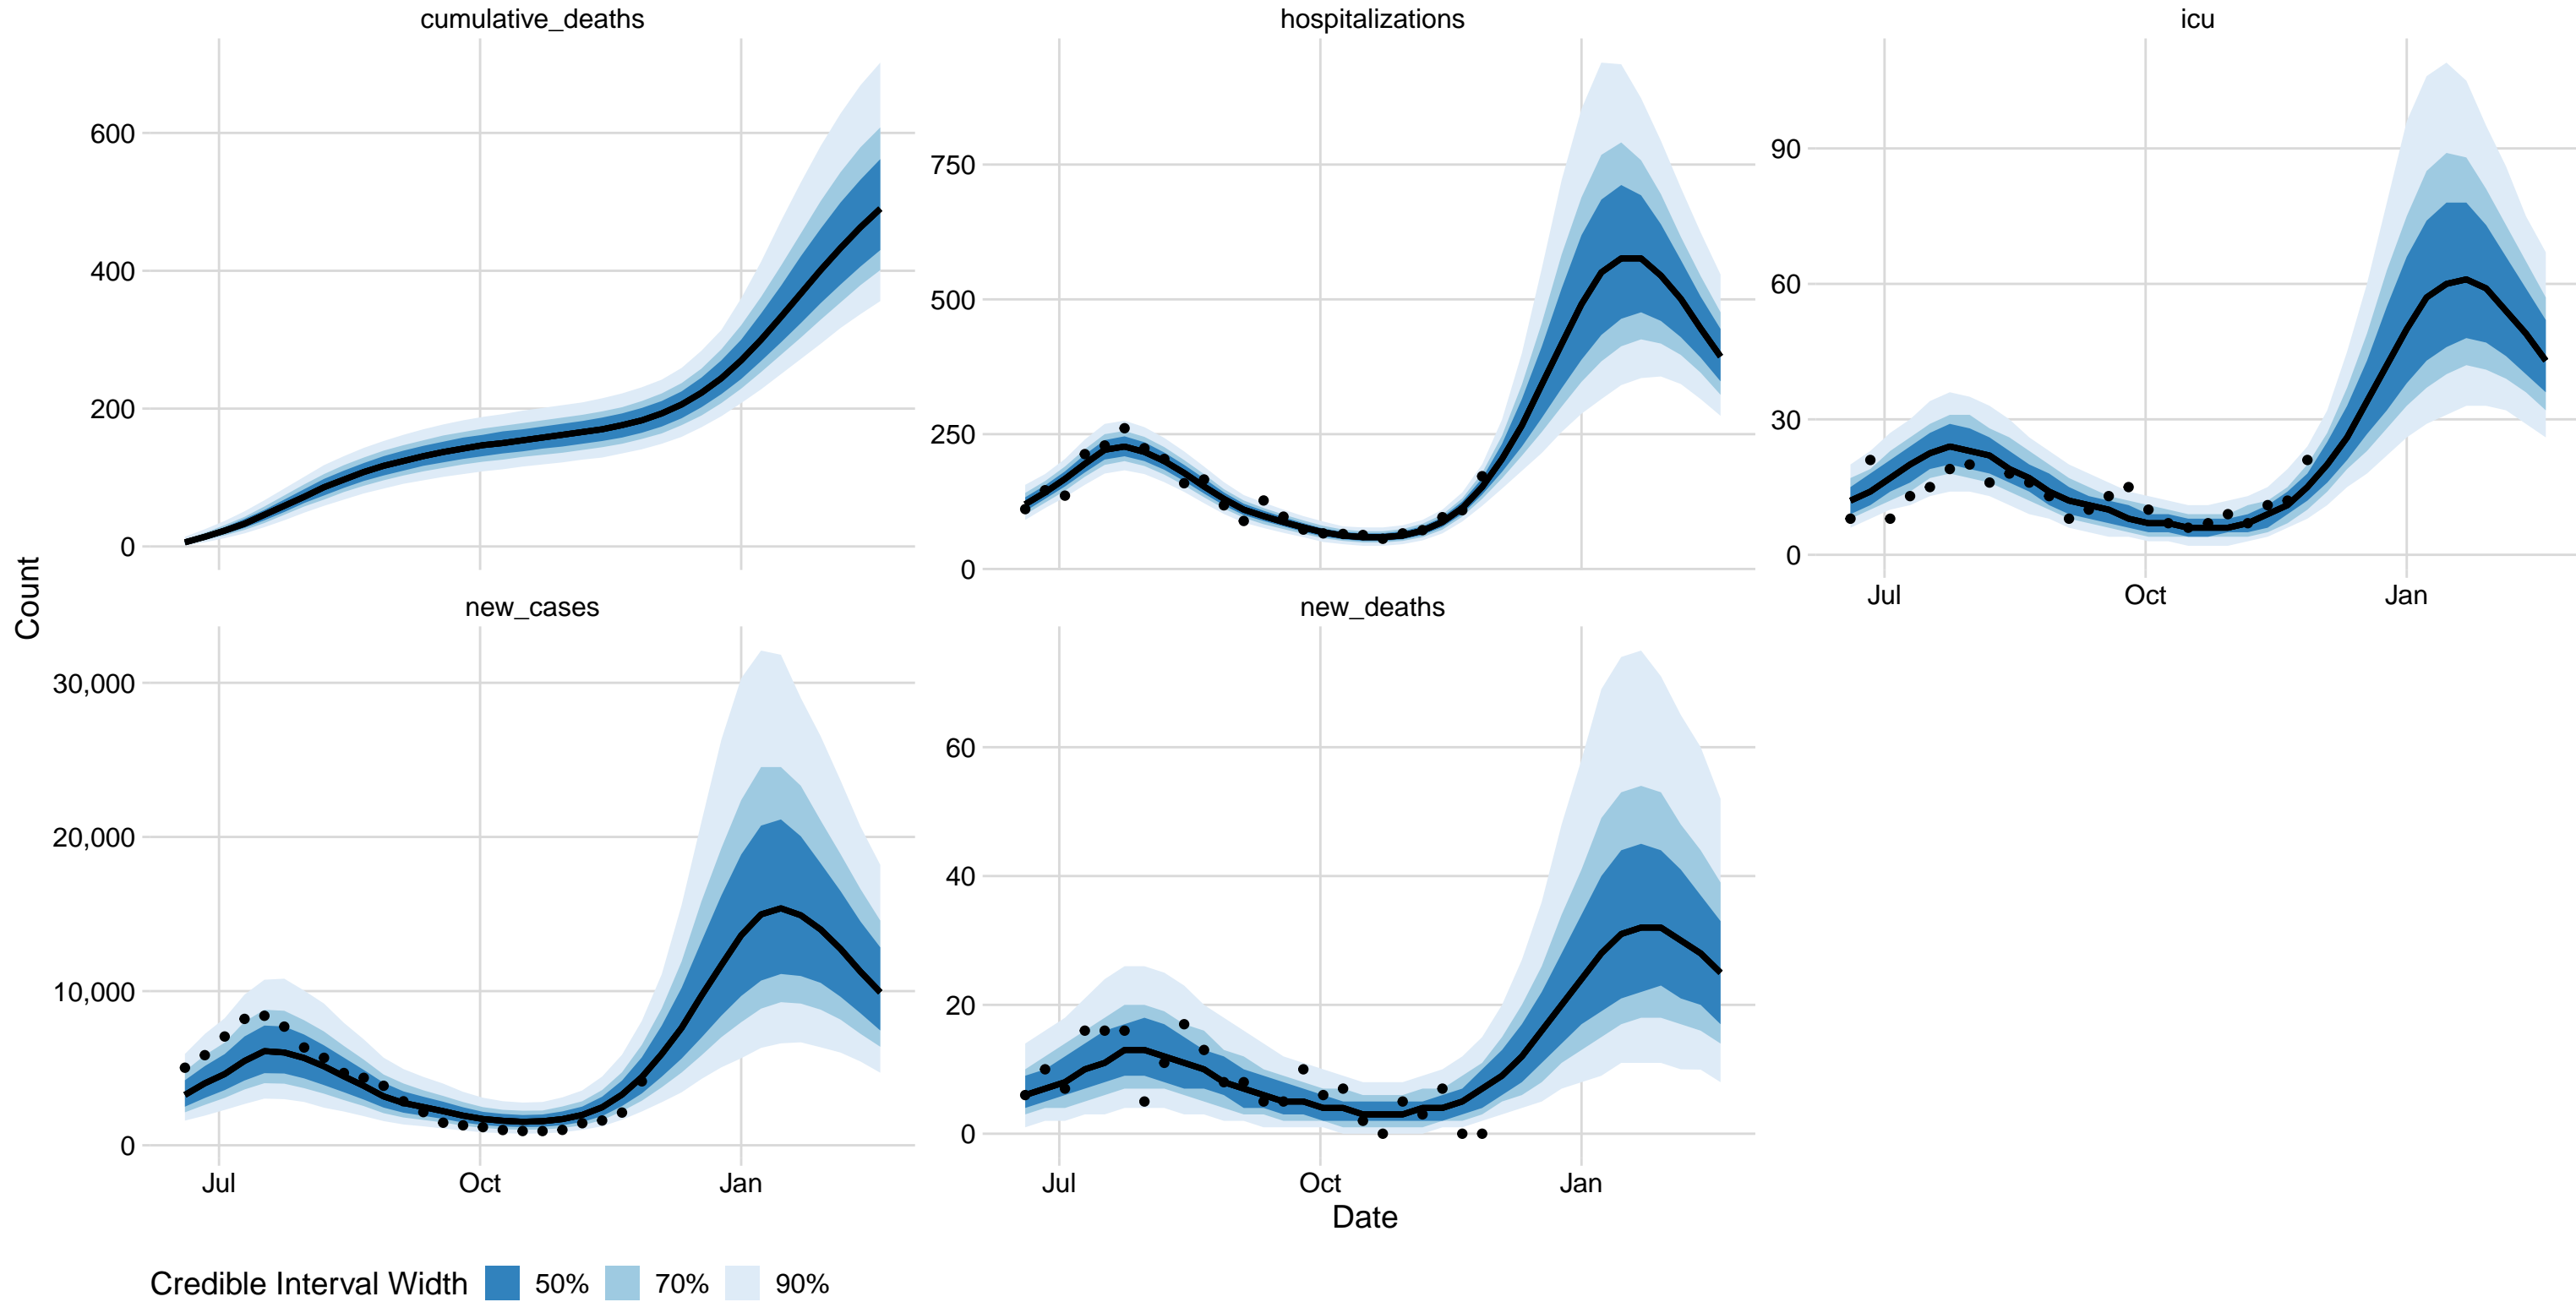 cumulative_deaths
hospitalizations
icu
600
400
200
0
750
500
250
0
90
60
30
0
Jul Oct Jan
Count
new_cases
new_deaths
30,000
20,000
10,000
0
60
40
20
0
Jul Oct Jan
Jul Oct Jan
Date
Credible Interval Width 50% 70% 90%